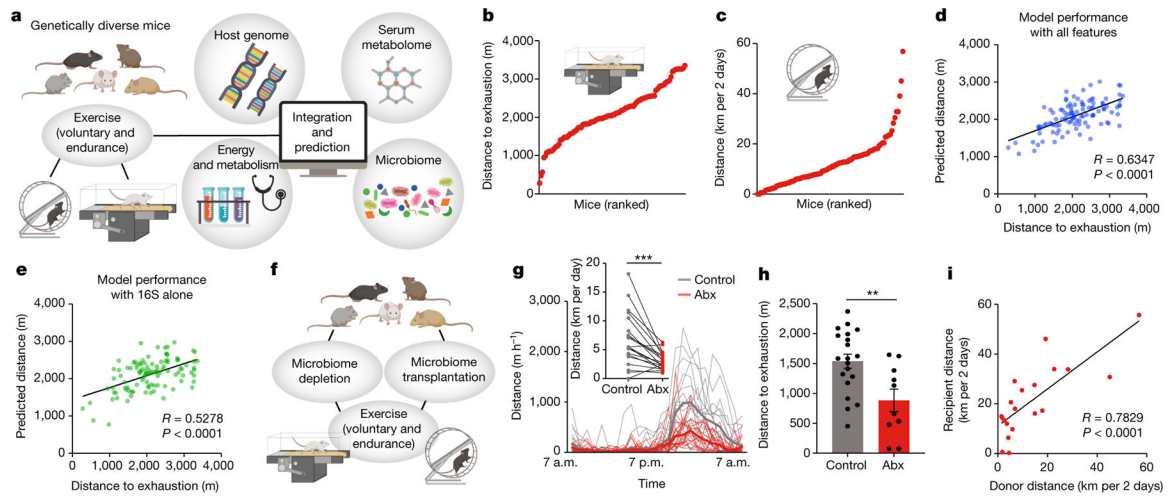 a
Genetically diverse mice
Exercise
(voluntary and
endurance)
Host genome
Serum
metabolome
Integration
and
prediction
Energy
and metabolism
Microbiome
b
Distance to exhaustion (m)
4,000
3,000
2,000
1,000
0
Mice (ranked)
c
Distance (km per 2 days)
60
40
20
0
Mice (ranked)
d
Model performance
with all features
Predicted distance (m)
4,000
3,000
2,000
1,000
0
R = 0.6347
P < 0.0001
0
1,000
2,000
3,000
4,000
Distance to exhaustion (m)
e
Model performance
with 16S alone
Predicted distance (m)
4,000
3,000
2,000
1,000
0
R = 0.5278
P < 0.0001
0
1,000
2,000
3,000
4,000
Distance to exhaustion (m)
f
Microbiome
depletion
Microbiome
transplantation
Exercise
(voluntary and
endurance)
g
Distance (m h−1)
3,000
2,000
1,000
0
7 a.m.
7 p.m.
7 a.m.
Time
Distance (km per day)
20
15
10
5
0
***
Control Abx
Control
Abx
h
Distance to exhaustion (m)
2,500
2,000
1,500
1,000
500
0
**
Control
Abx
i
Recipient distance
(km per 2 days)
60
40
20
0
R = 0.7829
P < 0.0001
0
20
40
60
Donor distance (km per 2 days)